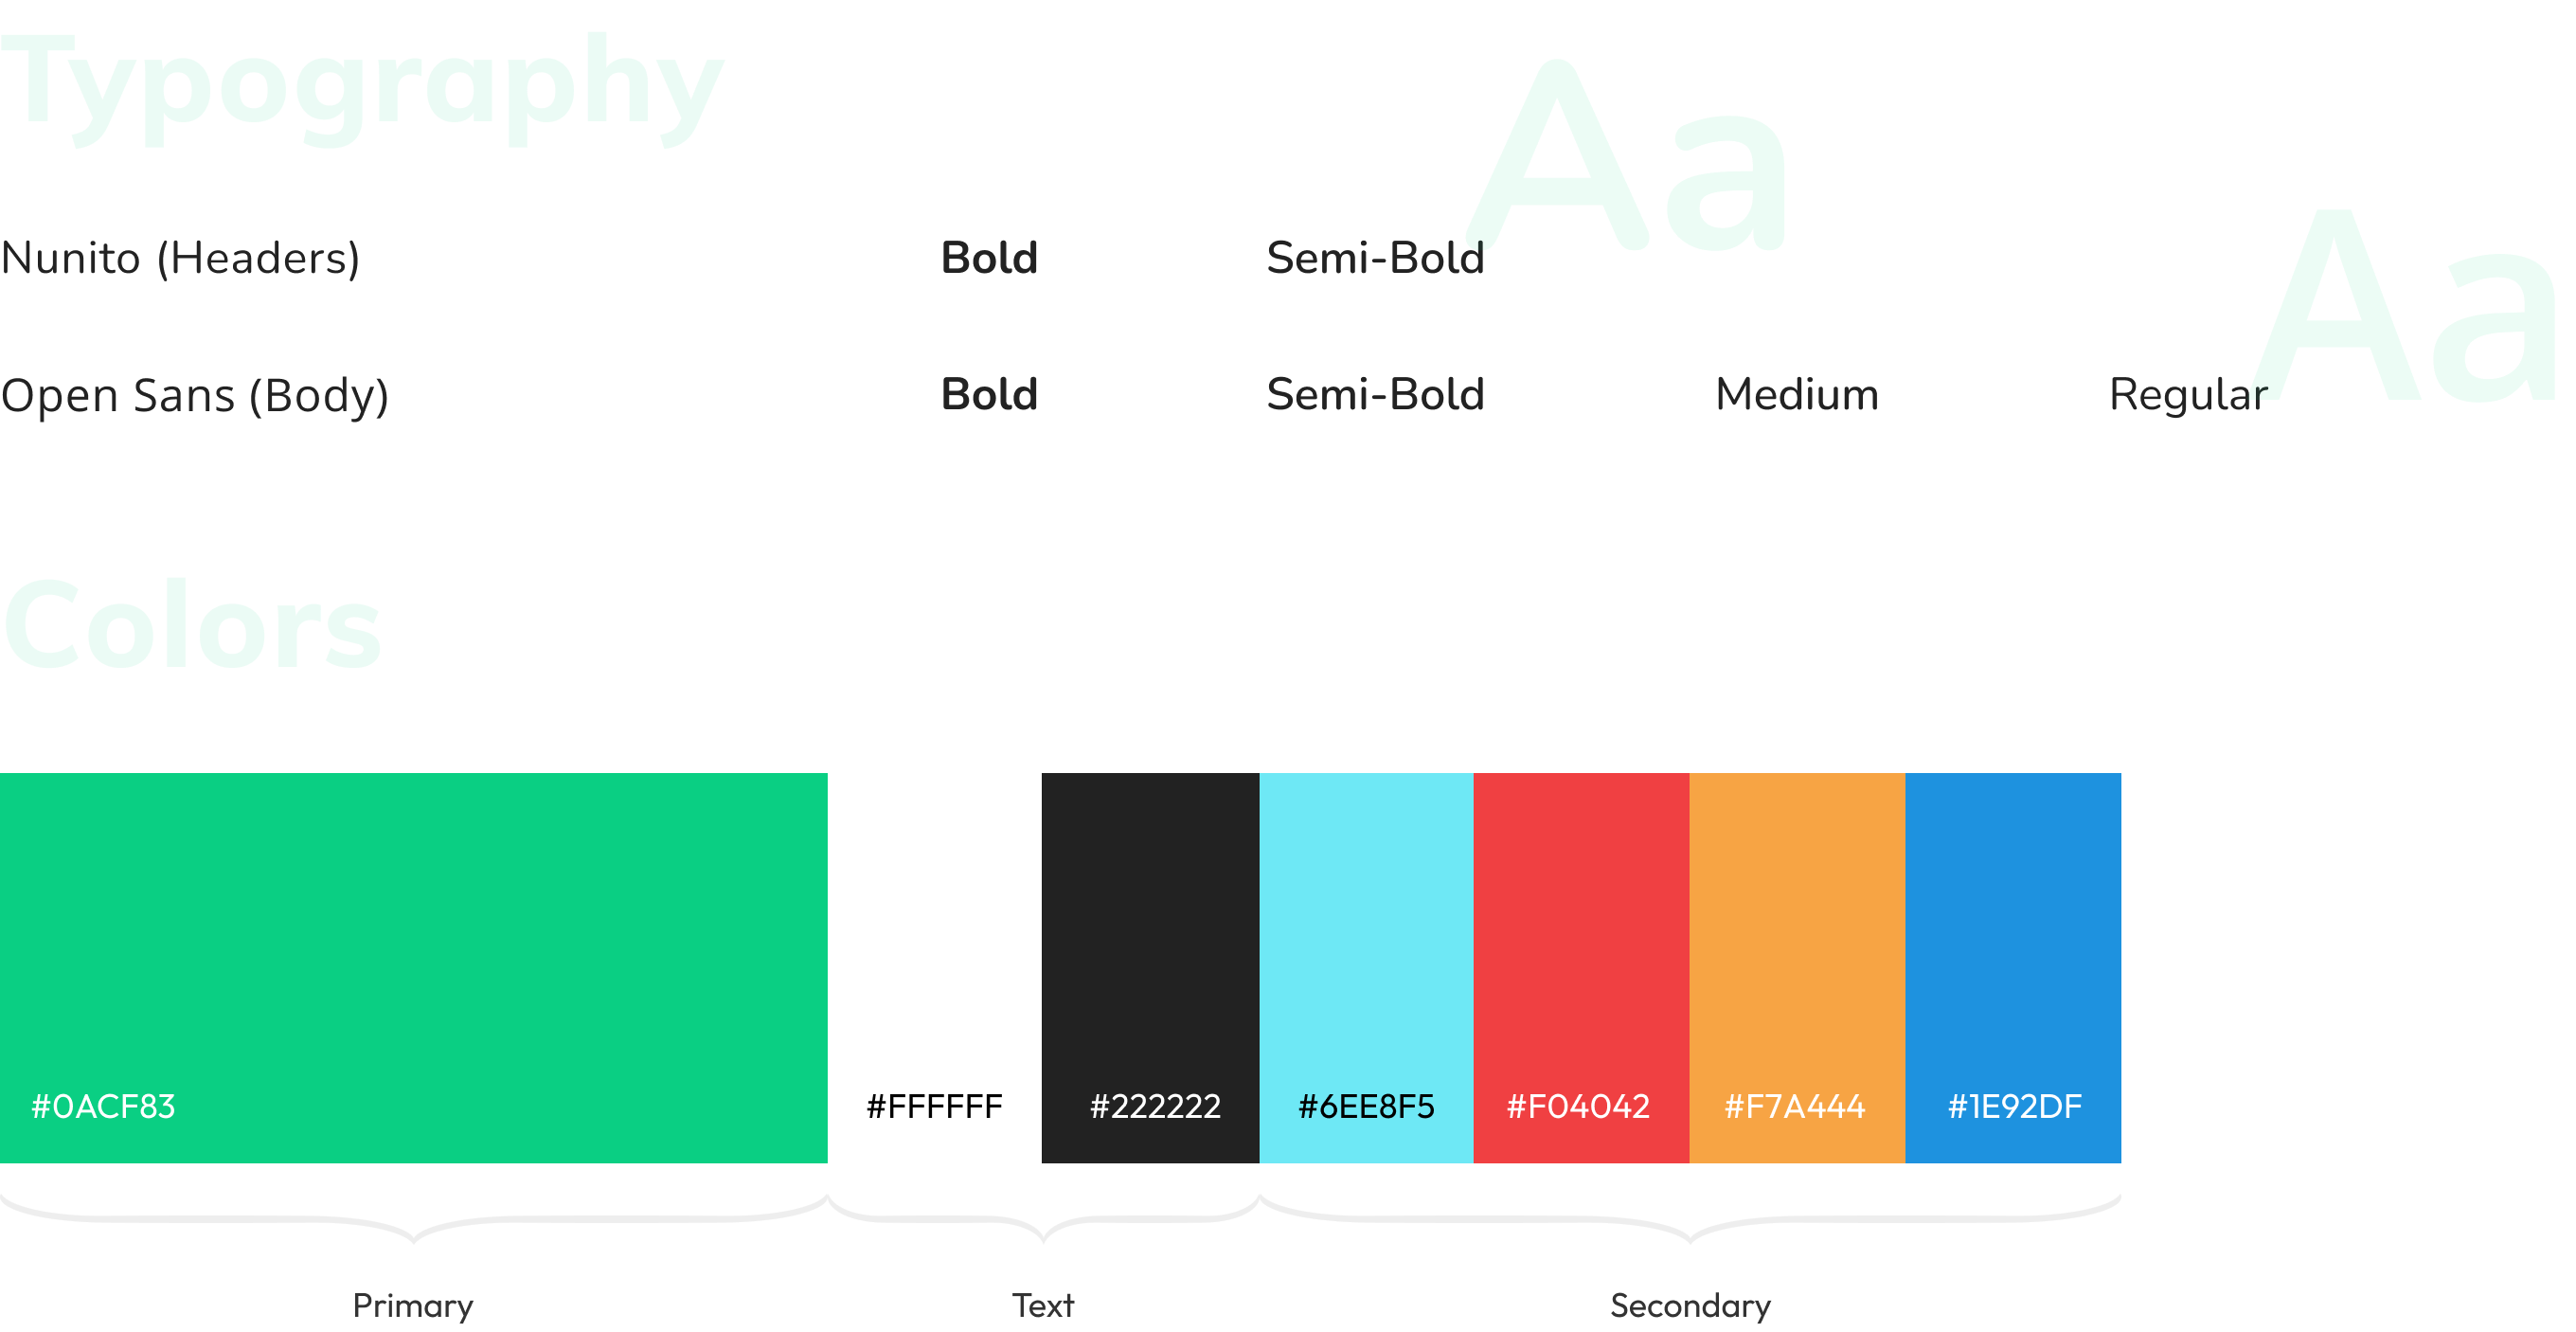 Typography
Aa
Aa
Nunito (Headers) Bold Semi-Bold
Open Sans (Body) Bold Semi-Bold Medium Regular
Colors
#0ACF83 #FFFFFF #222222 #6EE8F5 #F04042 #F7A444 #1E92DF
Primary Text Secondary